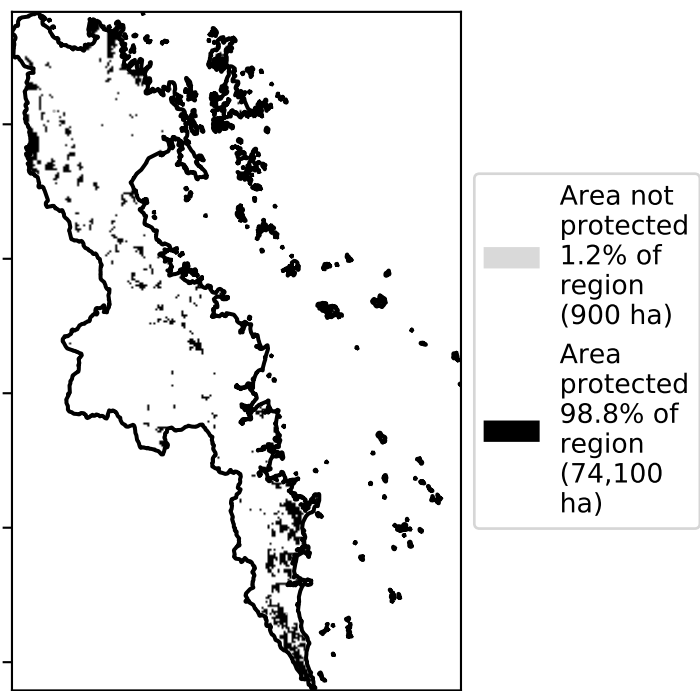 Area not
protected
1.2% of
region
(900 ha)
Area
protected
98.8% of
region
(74,100
ha)